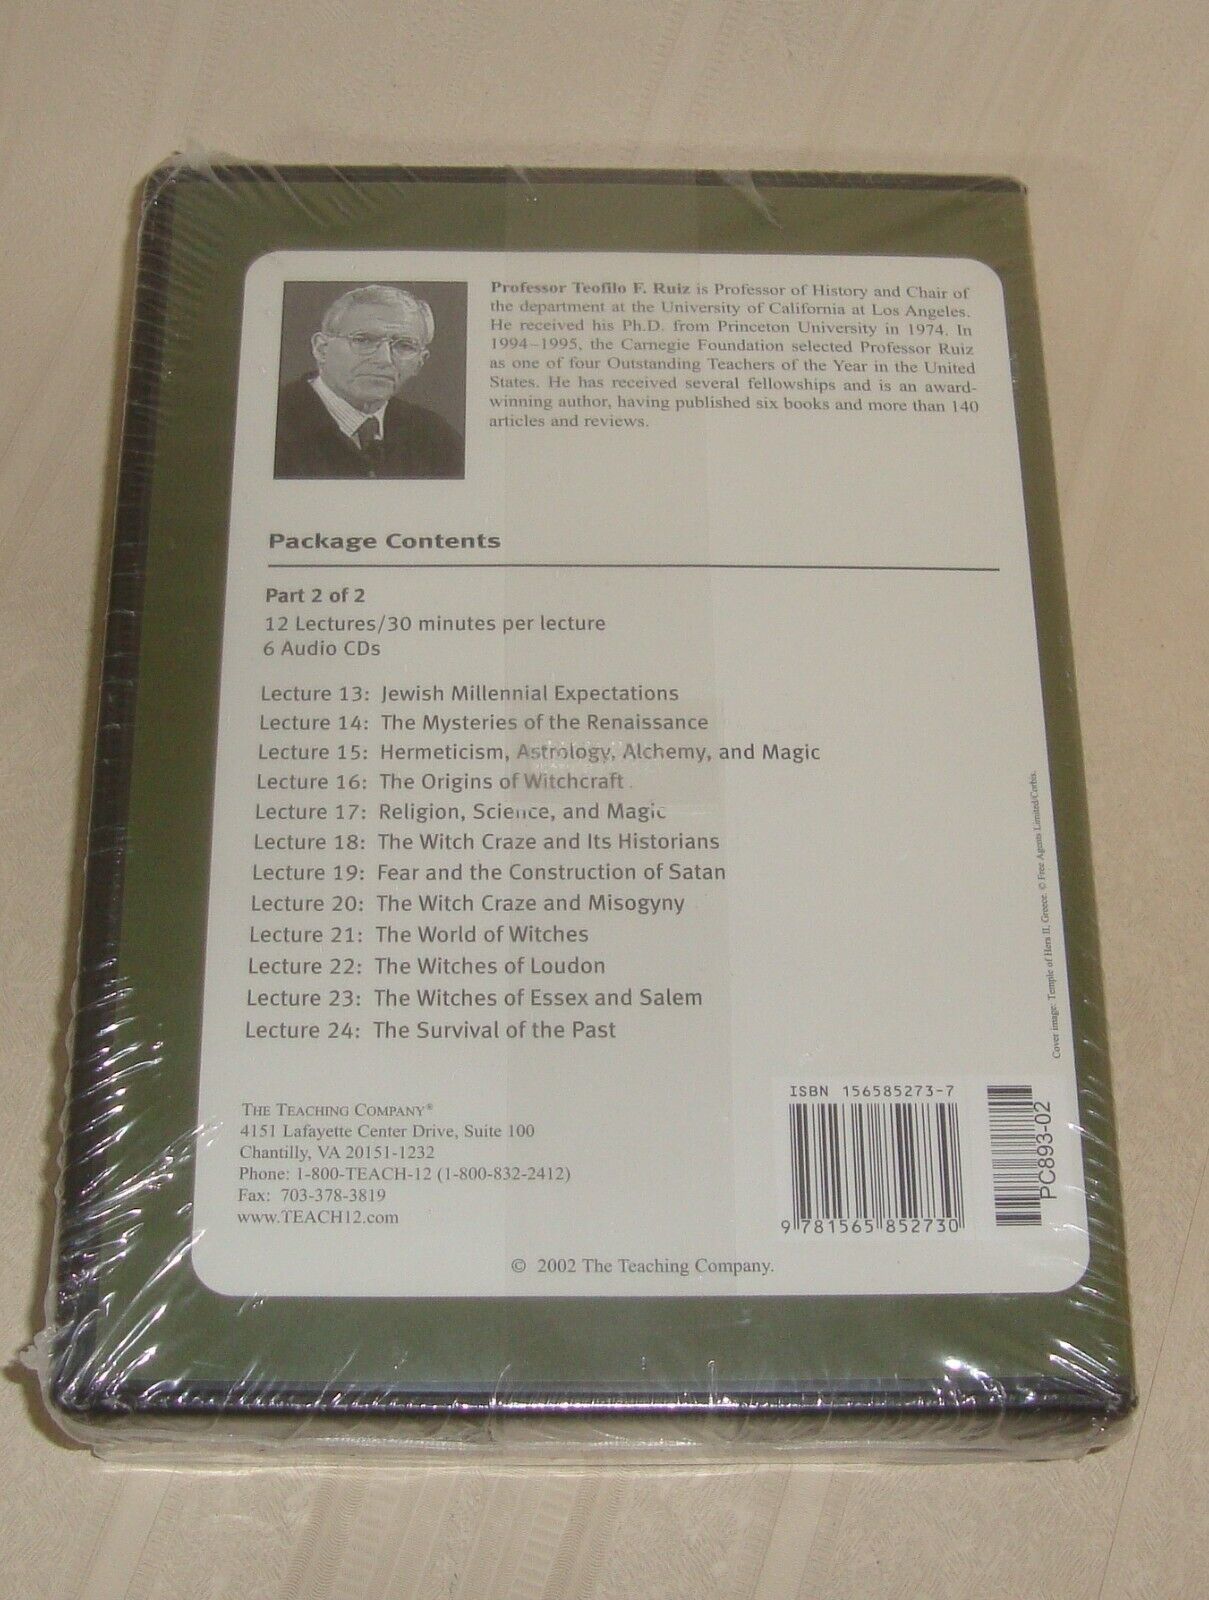 Professor Teofilo F. Ruiz is Professor of History and Chair of
the department at the University of California at Los Angeles.
He received his Ph.D. from Princeton University in 1974. In
1994–1995, the Carnegie Foundation selected Professor Ruiz
as one of four Outstanding Teachers of the Year in the United
States. He has received several fellowships and is an award-
winning author, having published six books and more than 140
articles and reviews.
Package Contents
Part 2 of 2
12 Lectures/30 minutes per lecture
6 Audio CDs
Lecture 13: Jewish Millennial Expectations
Lecture 14: The Mysteries of the Renaissance
Lecture 15: Hermeticism, Astrology, Alchemy, and Magic
Lecture 16: The Origins of Witchcraft
Lecture 17: Religion, Science, and Magic
Lecture 18: The Witch Craze and Its Historians
Lecture 19: Fear and the Construction of Satan
Lecture 20: The Witch Craze and Misogyny
Lecture 21: The World of Witches
Lecture 22: The Witches of Loudon
Lecture 23: The Witches of Essex and Salem
Lecture 24: The Survival of the Past
Cover image: Temple of Hera II, Greece. © Free Agents Limited/Corbis.
THE TEACHING COMPANY®
4151 Lafayette Center Drive, Suite 100
Chantilly, VA 20151-1232
Phone: 1-800-TEACH-12 (1-800-832-2412)
Fax: 703-378-3819
www.TEACH12.com
ISBN 156585273-7
9 781565 852730
PC893-02
© 2002 The Teaching Company.